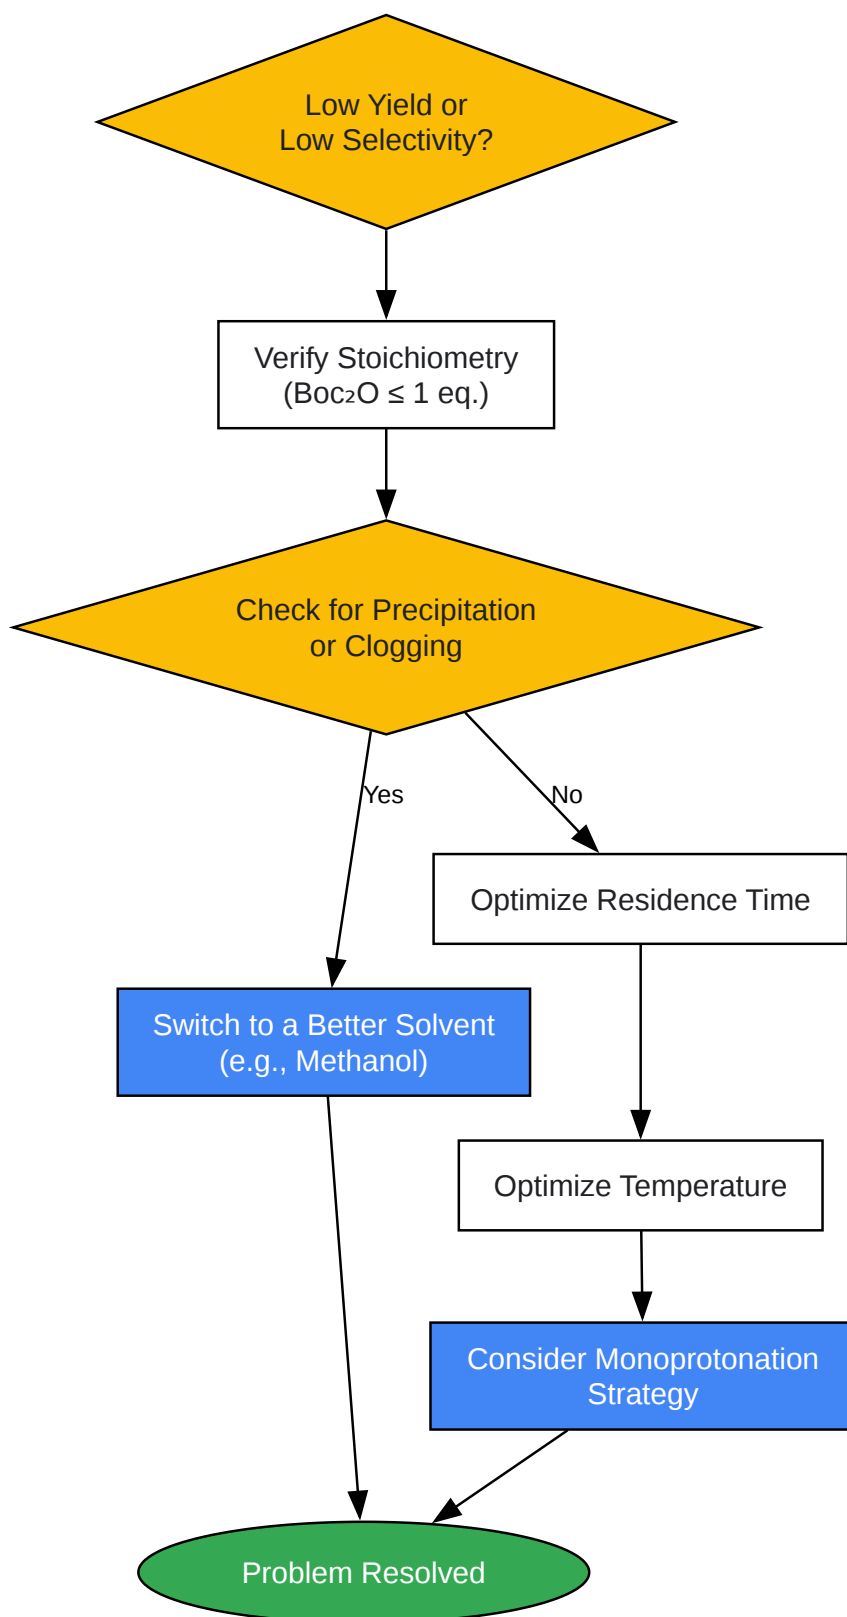 Low Yield or
Low Selectivity?
Verify Stoichiometry
(Boc₂O ≤ 1 eq.)
Check for Precipitation
or Clogging
Yes
No
Optimize Residence Time
Switch to a Better Solvent
(e.g., Methanol)
Optimize Temperature
Consider Monoprotonation
Strategy
Problem Resolved